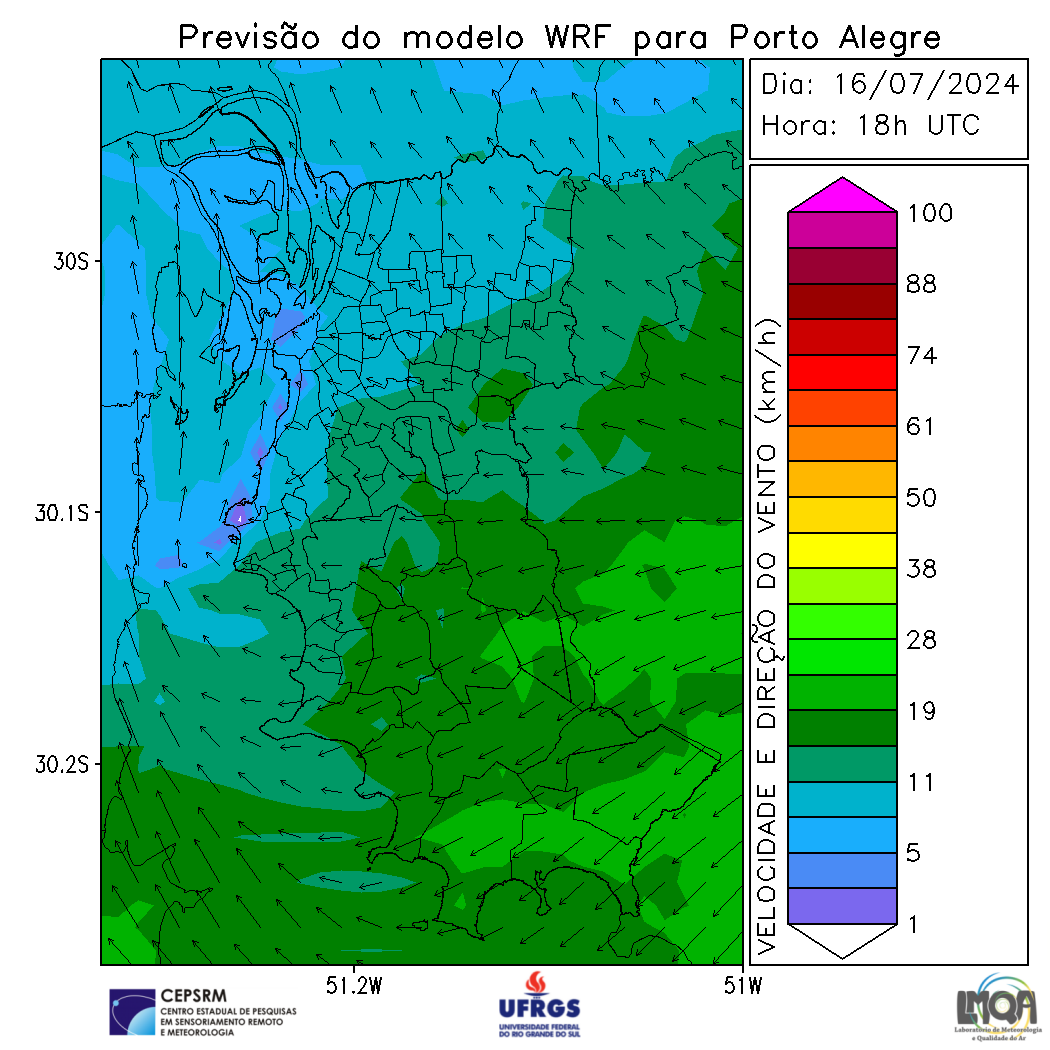 Previsão do modelo WRF para Porto Alegre
Dia: 16/07/2024
Hora: 18h UTC
30S
30.1S
30.2S
51.2W
51W
VELOCIDADE E DIREÇÃO DO VENTO (km/h)
100
88
74
61
50
38
28
19
11
5
1
CEPSRM
CENTRO ESTADUAL DE PESQUISAS
EM SENSORIAMENTO REMOTO
E METEOROLOGIA
UFRGS
UNIVERSIDADE FEDERAL
DO RIO GRANDE DO SUL
LMQA
Laboratório de Meteorologia
e Qualidade do Ar